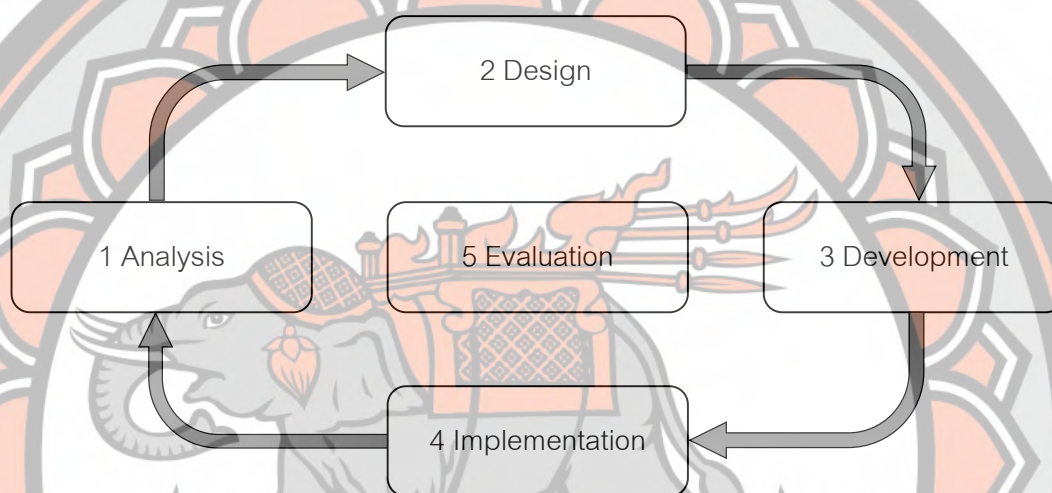 2 Design
1 Analysis
5 Evaluation
3 Development
4 Implementation